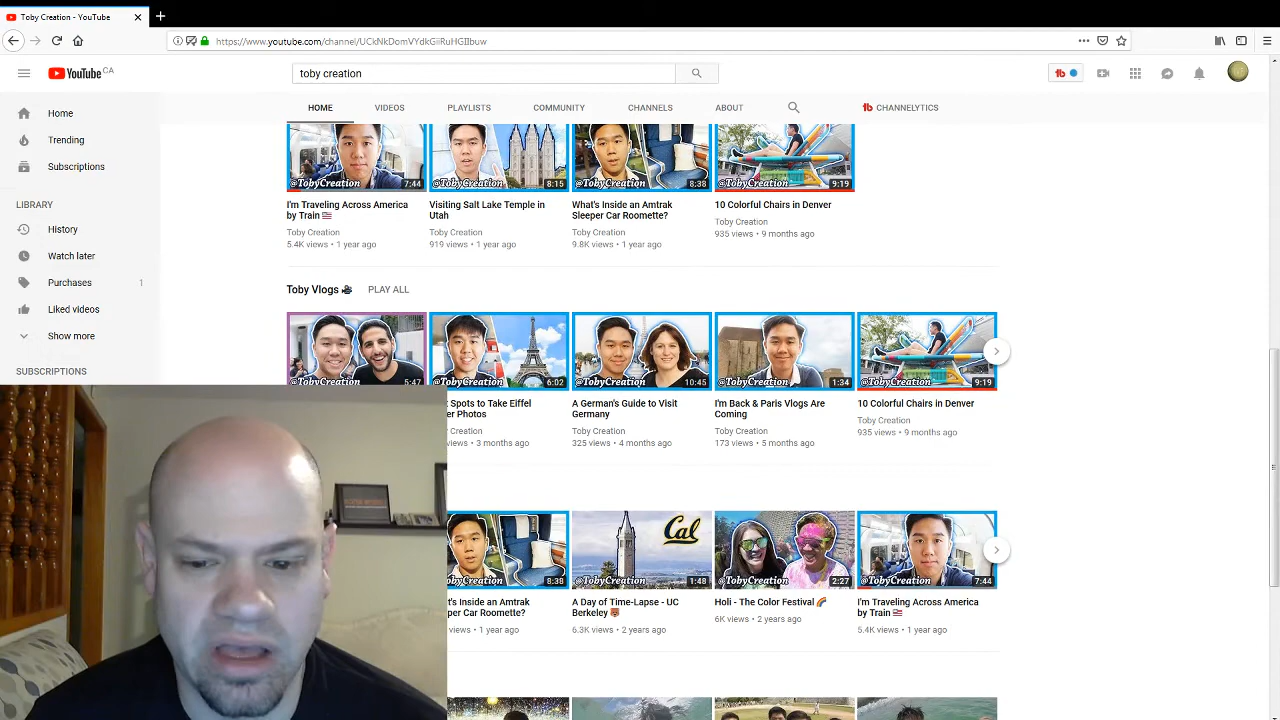 Toby Creation - YouTube
https://www.youtube.com/channel/UCkNkDomVYdkGiiRuHGIIbuw
YouTube CA
toby creation
HOME VIDEOS PLAYLISTS COMMUNITY CHANNELS ABOUT CHANNELYTICS
Home
Trending
Subscriptions
LIBRARY
History
Watch later
Purchases 1
Liked videos
Show more
SUBSCRIPTIONS
@TobyCreation 7:44
I'm Traveling Across America
by Train
Toby Creation
5.4K views • 1 year ago
@TobyCreation 8:15
Visiting Salt Lake Temple in
Utah
Toby Creation
919 views • 1 year ago
@TobyCreation 8:38
What's Inside an Amtrak
Sleeper Car Roomette?
Toby Creation
9.8K views • 1 year ago
@TobyCreation 9:19
10 Colorful Chairs in Denver
Toby Creation
935 views • 9 months ago
Toby Vlogs PLAY ALL
@TobyCreation 5:47
@TobyCreation 6:02
Spots to Take Eiffel
er Photos
Creation
views • 3 months ago
@TobyCreation 10:45
A German's Guide to Visit
Germany
Toby Creation
325 views • 4 months ago
@TobyCreation 1:34
I'm Back & Paris Vlogs Are
Coming
Toby Creation
173 views • 5 months ago
@TobyCreation 9:19
10 Colorful Chairs in Denver
Toby Creation
935 views • 9 months ago
byCreation 8:38
t's Inside an Amtrak
per Car Roomette?
views • 1 year ago
Cal
@TobyCreation 1:48
A Day of Time-Lapse - UC
Berkeley
6.3K views • 2 years ago
@TobyCreation 2:27
Holi - The Color Festival
6K views • 2 years ago
@TobyCreation 7:44
I'm Traveling Across America
by Train
5.4K views • 1 year ago